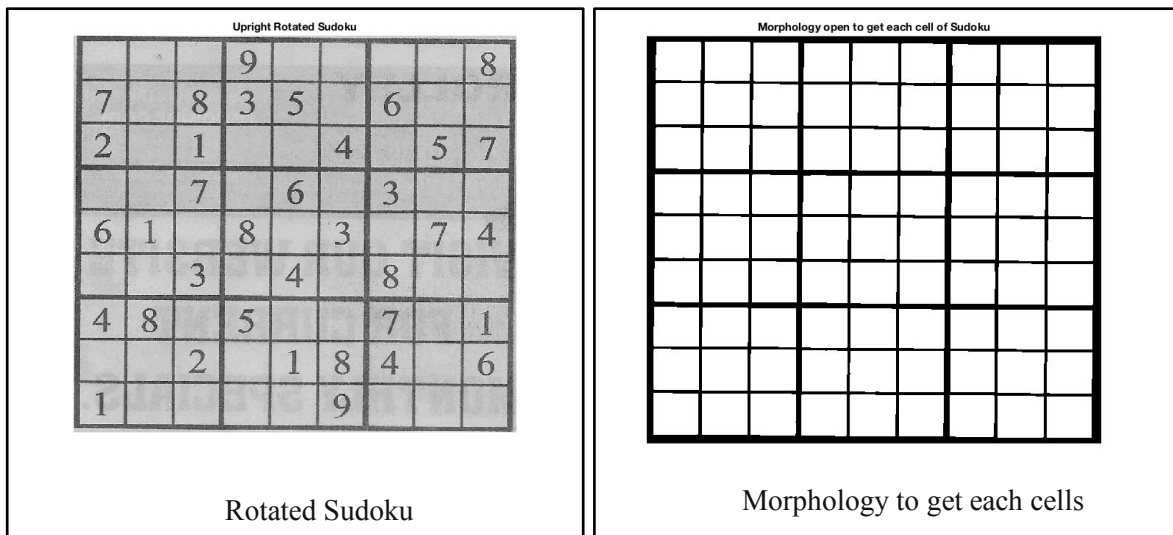 Upright Rotated Sudoku
9 8
7 8 3 5 6
2 1 4 5 7
7 6 3
6 1 8 3 7 4
3 4 8
4 8 5 7 1
2 1 8 4 6
1 9
Rotated Sudoku
Morphology open to get each cell of Sudoku
Morphology to get each cells